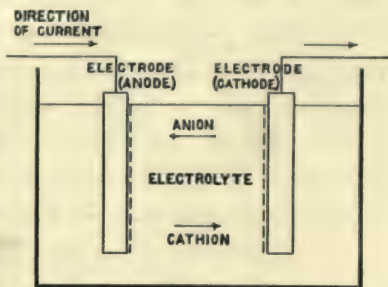 DIRECTION
OF CURRENT
ELECTRODE
(ANODE)
ELECTRODE
(CATHODE)
ANION
ELECTROLYTE
CATHION